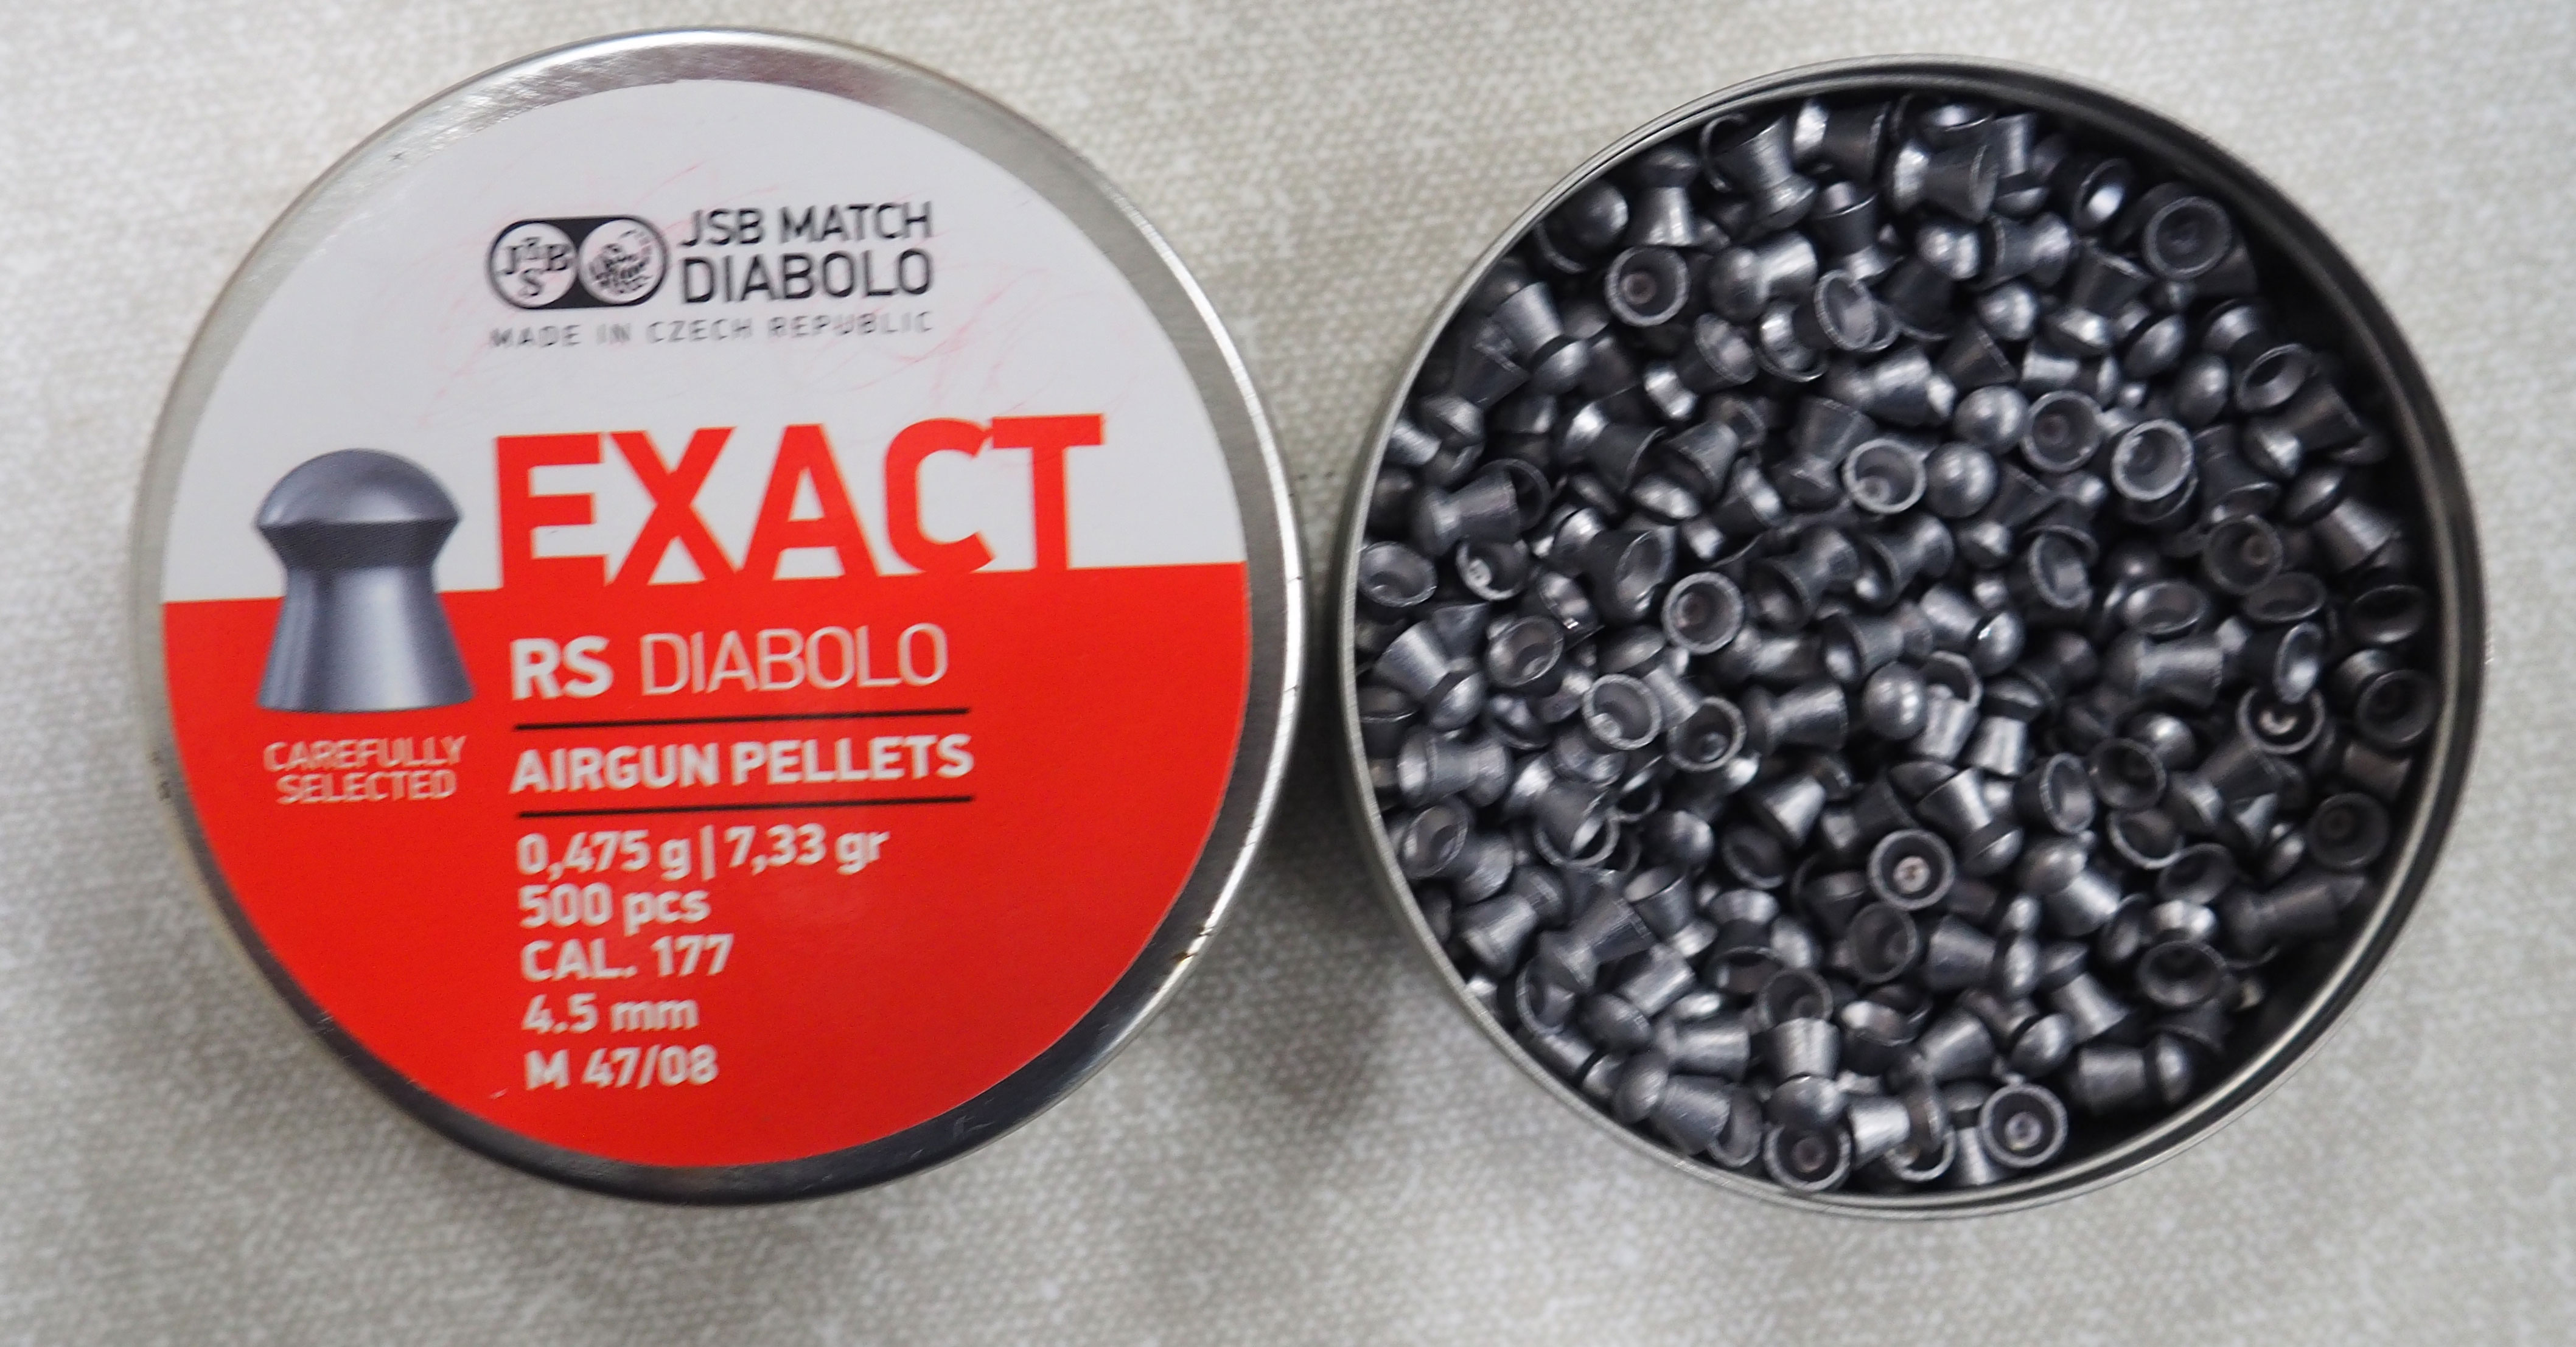 JSB
JSB MATCH
DIABOLO
MADE IN CZECH REPUBLIC
EXACT
RS DIABOLO
AIRGUN PELLETS
CAREFULLY
SELECTED
0,475 g | 7,33 gr
500 pcs
CAL. 177
4.5 mm
M 47/08